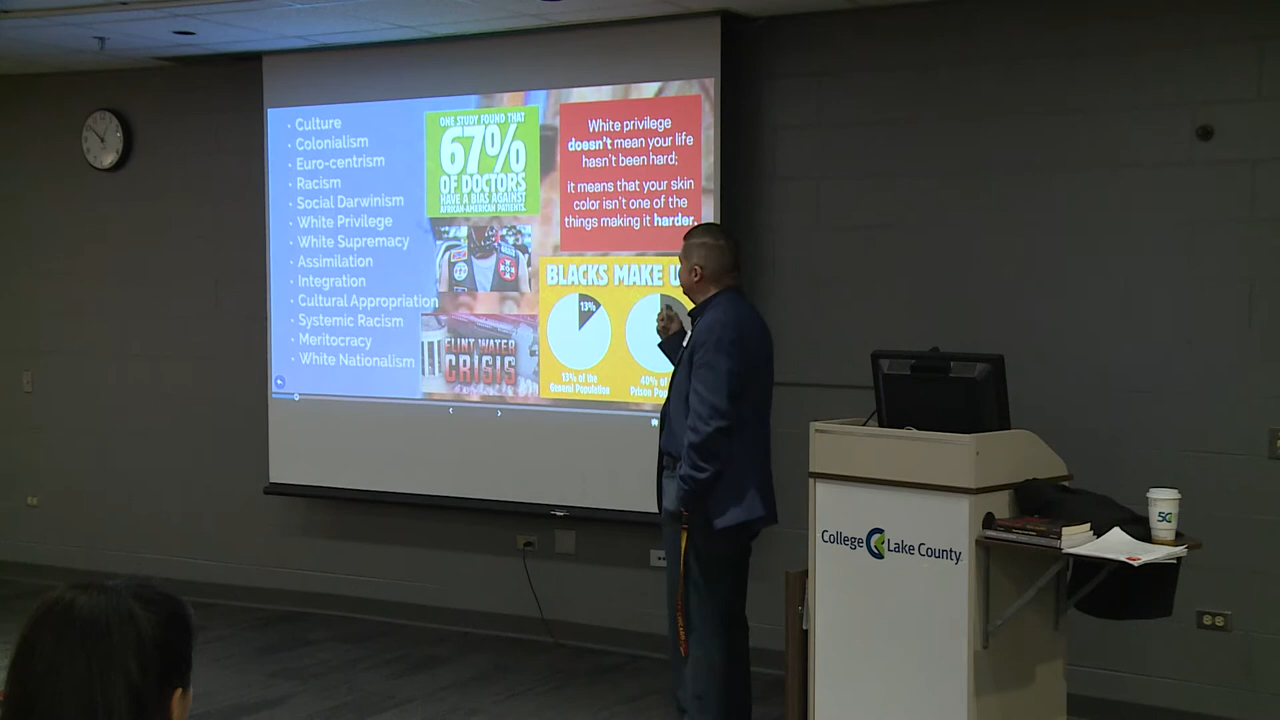 • Culture
• Colonialism
• Euro-centrism
• Racism
• Social Darwinism
• White Privilege
• White Supremacy
• Assimilation
• Integration
• Cultural Appropriation
• Systemic Racism
• Meritocracy
• White Nationalism
ONE STUDY FOUND THAT
67%
OF DOCTORS
HAVE A BIAS AGAINST
AFRICAN-AMERICAN PATIENTS.
FLINT WATER
CRISIS
White privilege
doesn't mean your life
hasn't been hard;
it means that your skin
color isn't one of the
things making it harder.
BLACKS MAKE U
13%
13% of the
General Population
40% of
Prison Po
College Lake County
50